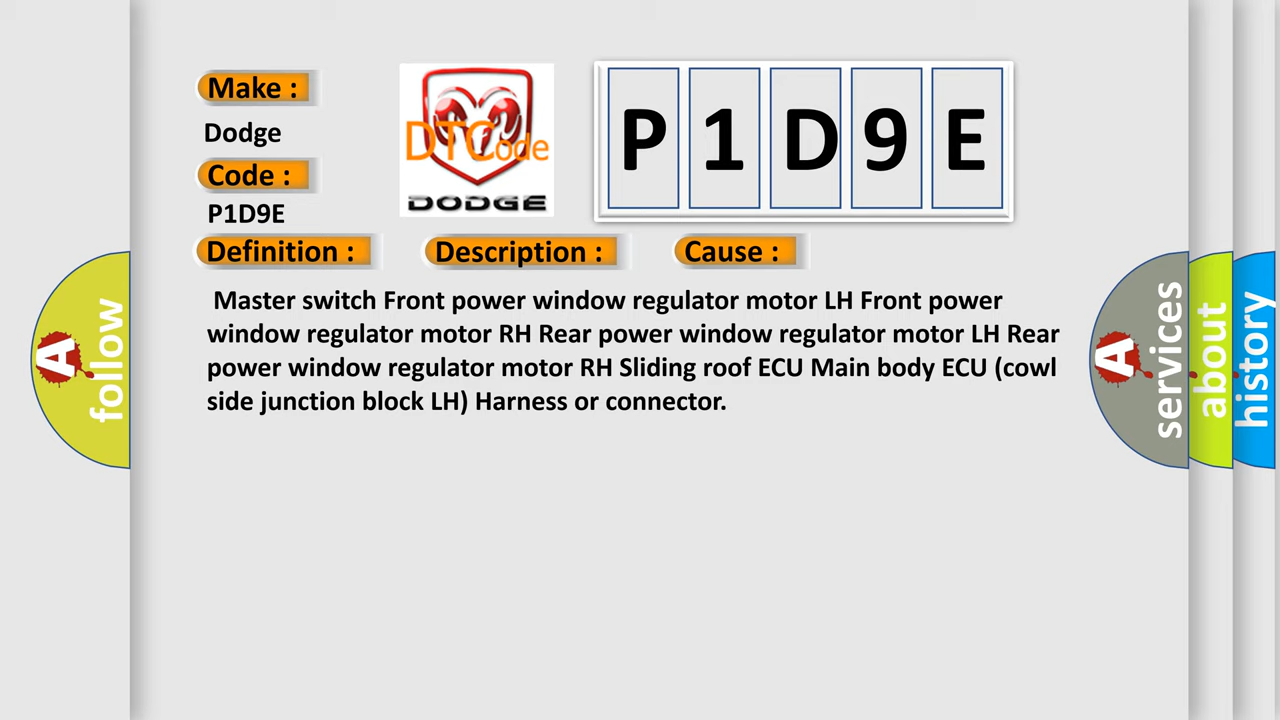 Make :
Dodge
Code :
P1D9E
DTCode
DODGE
P 1 D 9 E
Definition :
Description :
Cause :
Master switch Front power window regulator motor LH Front power
window regulator motor RH Rear power window regulator motor LH Rear
power window regulator motor RH Sliding roof ECU Main body ECU (cowl
side junction block LH) Harness or connector.
A
follow
A
services
about
history